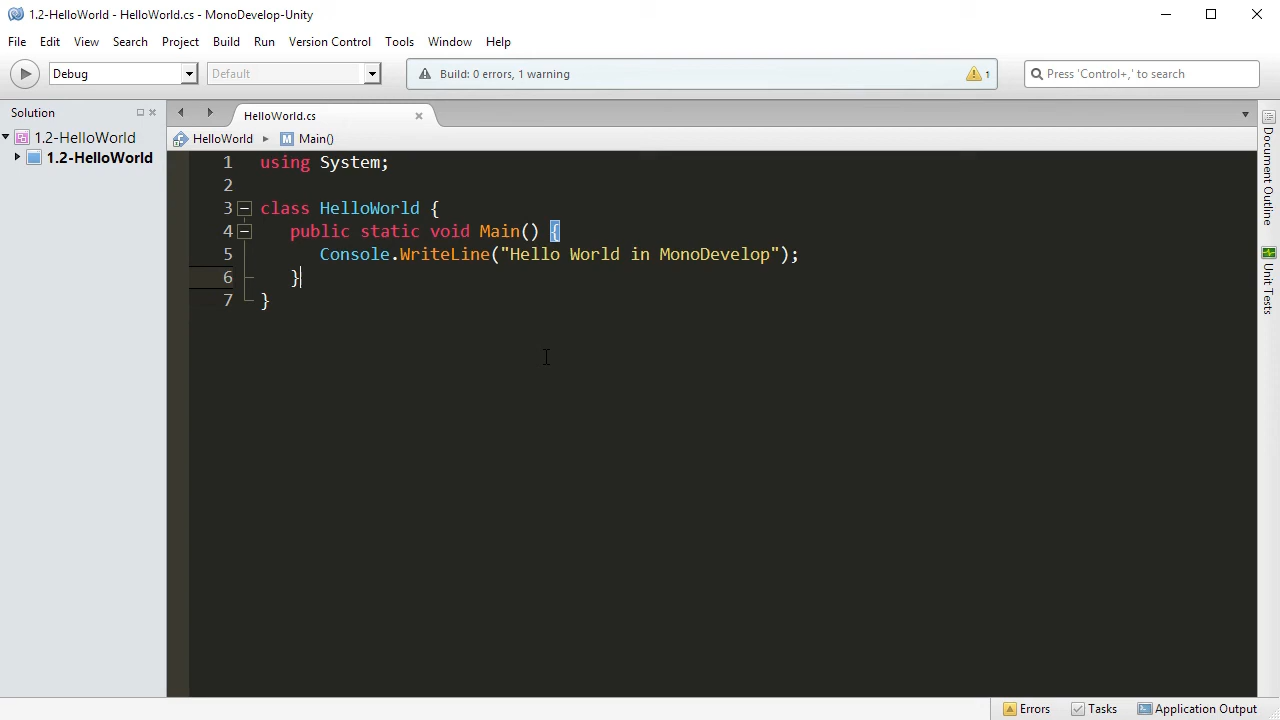 1.2-HelloWorld - HelloWorld.cs - MonoDevelop-Unity
File Edit View Search Project Build Run Version Control Tools Window Help
Debug Default Build: 0 errors, 1 warning 1 Press 'Control+,' to search
Solution
1.2-HelloWorld
1.2-HelloWorld
HelloWorld.cs
HelloWorld Main()
1 using System;
2
3 class HelloWorld {
4 public static void Main() {
5 Console.WriteLine("Hello World in MonoDevelop");
6 }
7 }
Document Outline
Unit Tests
Errors Tasks Application Output